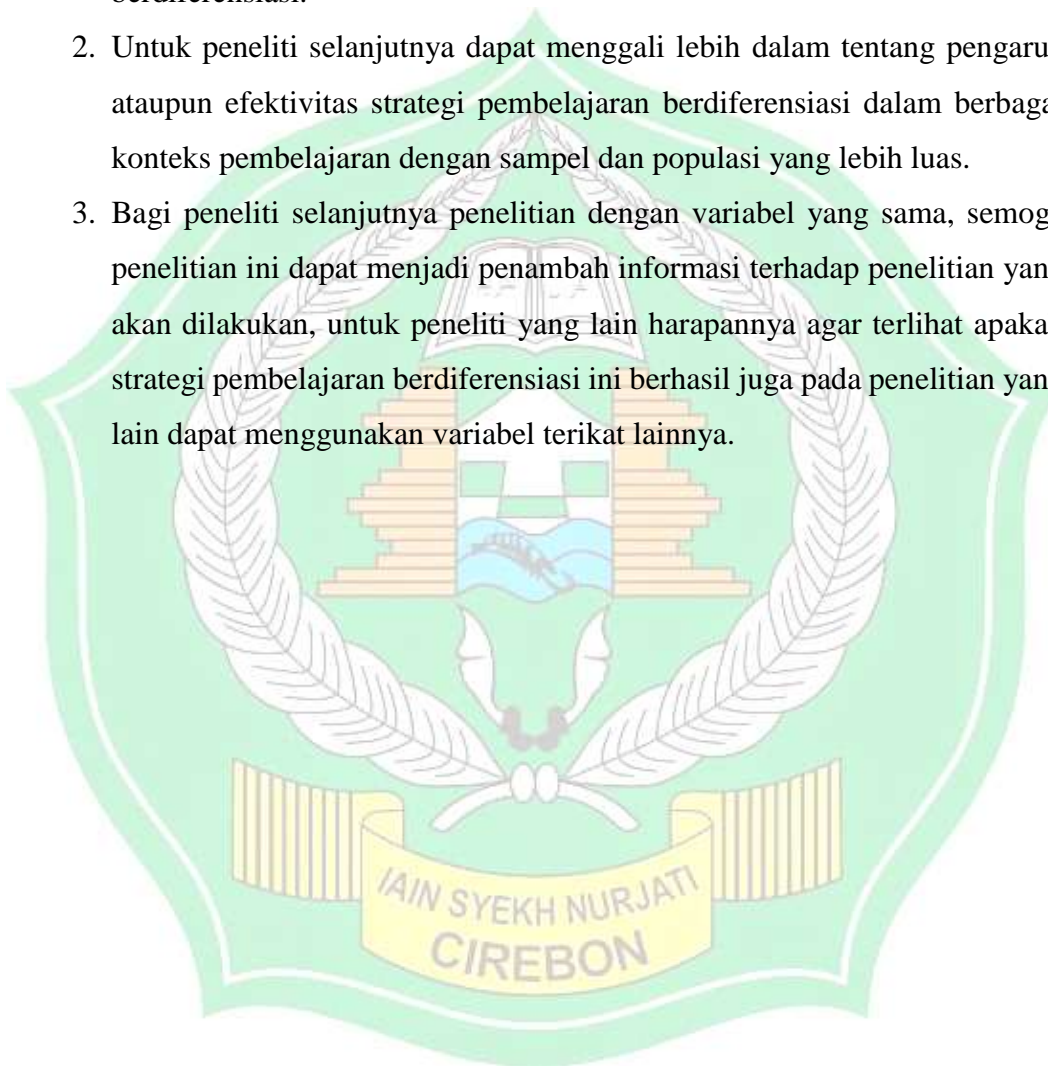 berdiferensiasi.
2. Untuk peneliti selanjutnya dapat menggali lebih dalam tentang pengaru
ataupun efektivitas strategi pembelajaran berdiferensiasi dalam berbaga
konteks pembelajaran dengan sampel dan populasi yang lebih luas.
3. Bagi peneliti selanjutnya penelitian dengan variabel yang sama, semog
penelitian ini dapat menjadi penambah informasi terhadap penelitian yan
akan dilakukan, untuk peneliti yang lain harapannya agar terlihat apaka
strategi pembelajaran berdiferensiasi ini berhasil juga pada penelitian yan
lain dapat menggunakan variabel terikat lainnya.
IAIN SYEKH NURJATI
CIREBON